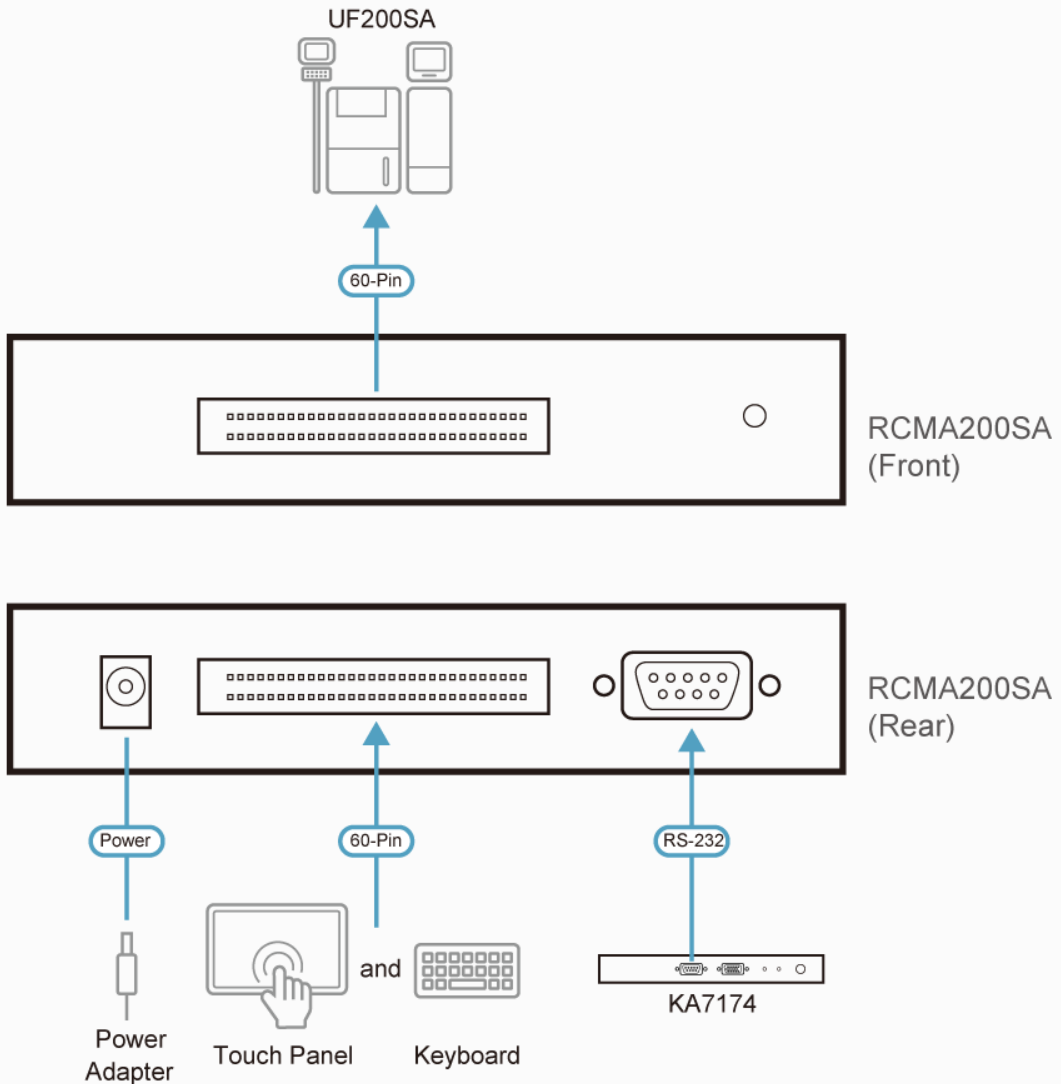 UF200SA
60-Pin
RCMA200SA
(Front)
RCMA200SA
(Rear)
Power
60-Pin
RS-232
and
KA7174
Power
Adapter
Touch Panel
Keyboard